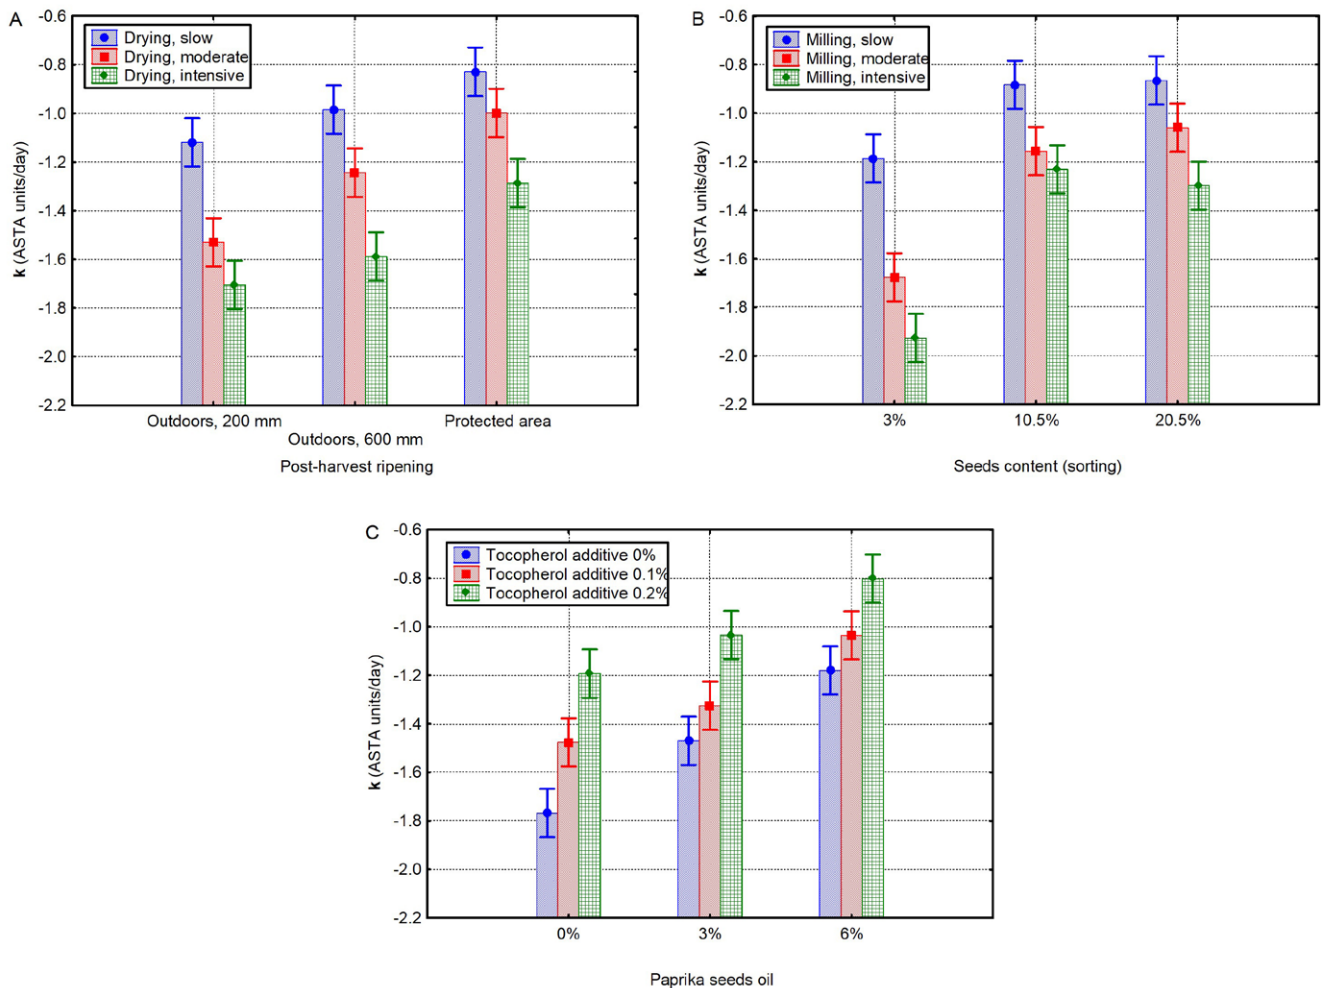 A
-0.6
-0.8
-1.0
-1.2
-1.4
-1.6
-1.8
-2.0
-2.2
k (ASTA units/day)
Drying, slow
Drying, moderate
Drying, intensive
Outdoors, 200 mm
Outdoors, 600 mm
Protected area
Post-harvest ripening
B
-0.6
-0.8
-1.0
-1.2
-1.4
-1.6
-1.8
-2.0
-2.2
k (ASTA units/day)
Milling, slow
Milling, moderate
Milling, intensive
3%
10.5%
20.5%
Seeds content (sorting)
C
-0.6
-0.8
-1.0
-1.2
-1.4
-1.6
-1.8
-2.0
-2.2
k (ASTA units/day)
Tocopherol additive 0%
Tocopherol additive 0.1%
Tocopherol additive 0.2%
0%
3%
6%
Paprika seeds oil